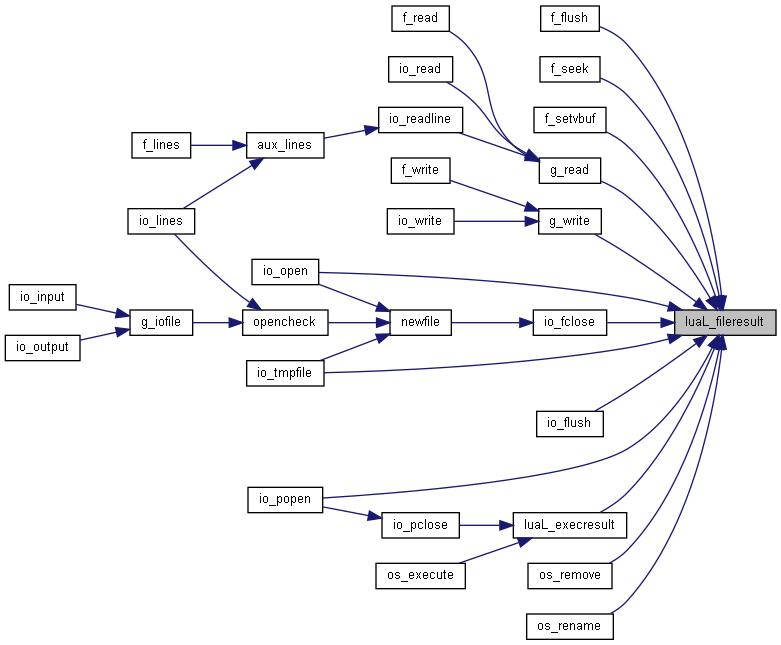 f_read
f_flush
io_read
f_seek
io_readline
f_setvbuf
f_lines
aux_lines
g_read
f_write
io_lines
io_write
g_write
io_open
io_input
g_iofile
opencheck
newfile
io_fclose
luaL_fileresult
io_output
io_tmpfile
io_flush
io_popen
io_pclose
luaL_execresult
os_execute
os_remove
os_rename